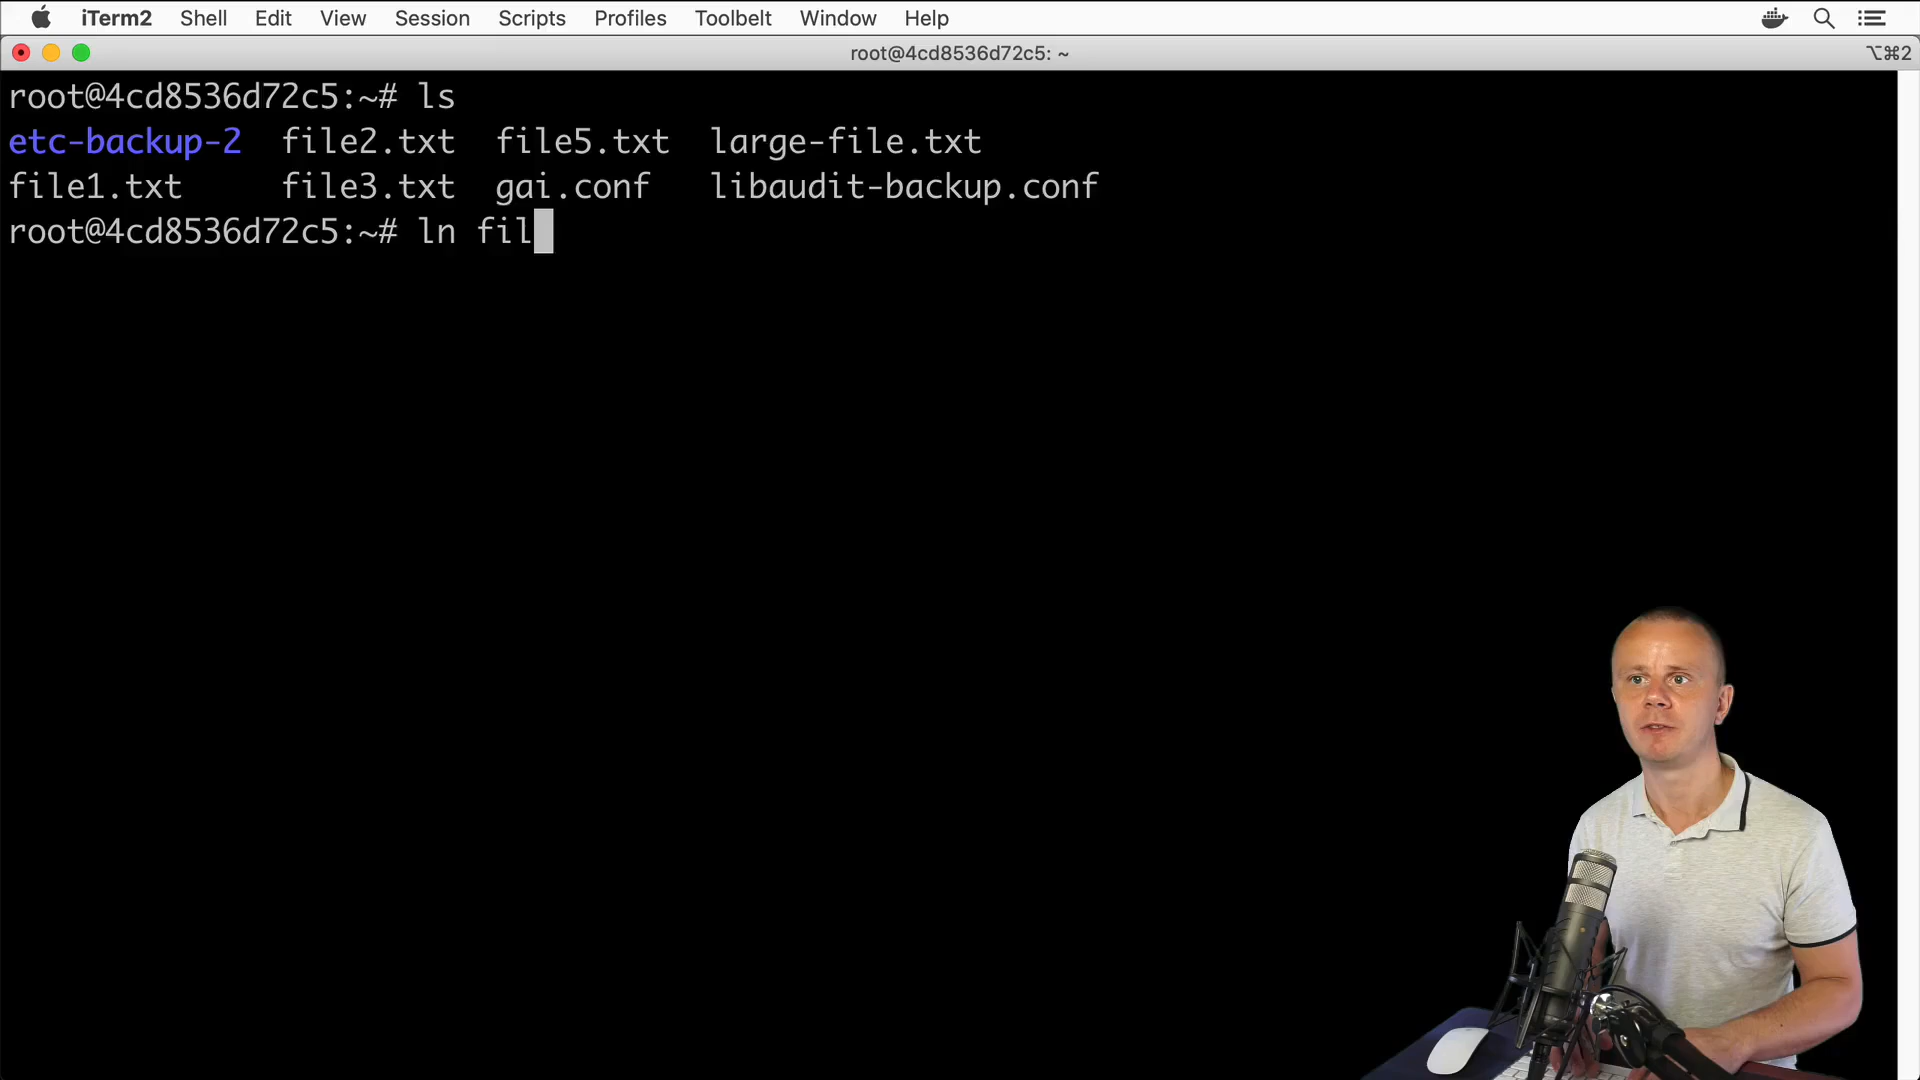 iTerm2 Shell Edit View Session Scripts Profiles Toolbelt Window Help
root@4cd8536d72c5: ~ ⌥⌘2
root@4cd8536d72c5:~# ls
etc-backup-2 file2.txt file5.txt large-file.txt
file1.txt file3.txt gai.conf libaudit-backup.conf
root@4cd8536d72c5:~# ln fil